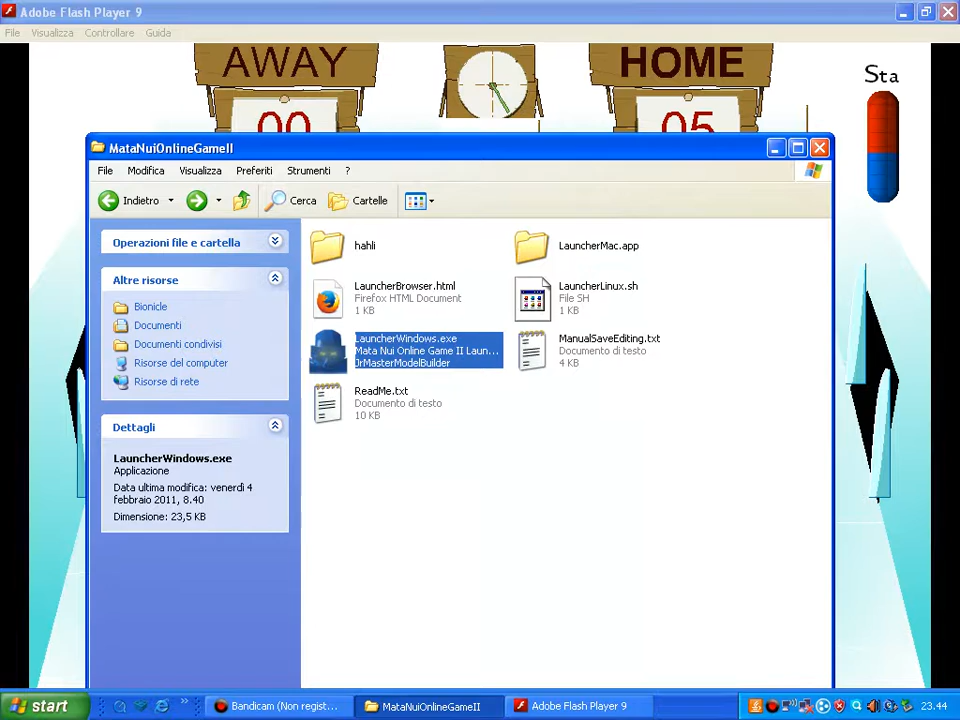 Adobe Flash Player 9
File Visualizza Controllare Guida
AWAY HOME
Sta
00 05
MataNuiOnlineGameII
File Modifica Visualizza Preferiti Strumenti ?
Indietro Cerca Cartelle
Operazioni file e cartella
Altre risorse
Bionicle
Documenti
Documenti condivisi
Risorse del computer
Risorse di rete
Dettagli
LauncherWindows.exe
Applicazione
Data ultima modifica: venerdì 4
febbraio 2011, 8.40
Dimensione: 23,5 KB
hahli
LauncherMac.app
LauncherBrowser.html
Firefox HTML Document
1 KB
LauncherLinux.sh
File SH
1 KB
LauncherWindows.exe
Mata Nui Online Game II Laun...
JrMasterModelBuilder
ManualSaveEditing.txt
Documento di testo
4 KB
ReadMe.txt
Documento di testo
10 KB
start Bandicam (Non regist... MataNuiOnlineGameII Adobe Flash Player 9 23.44